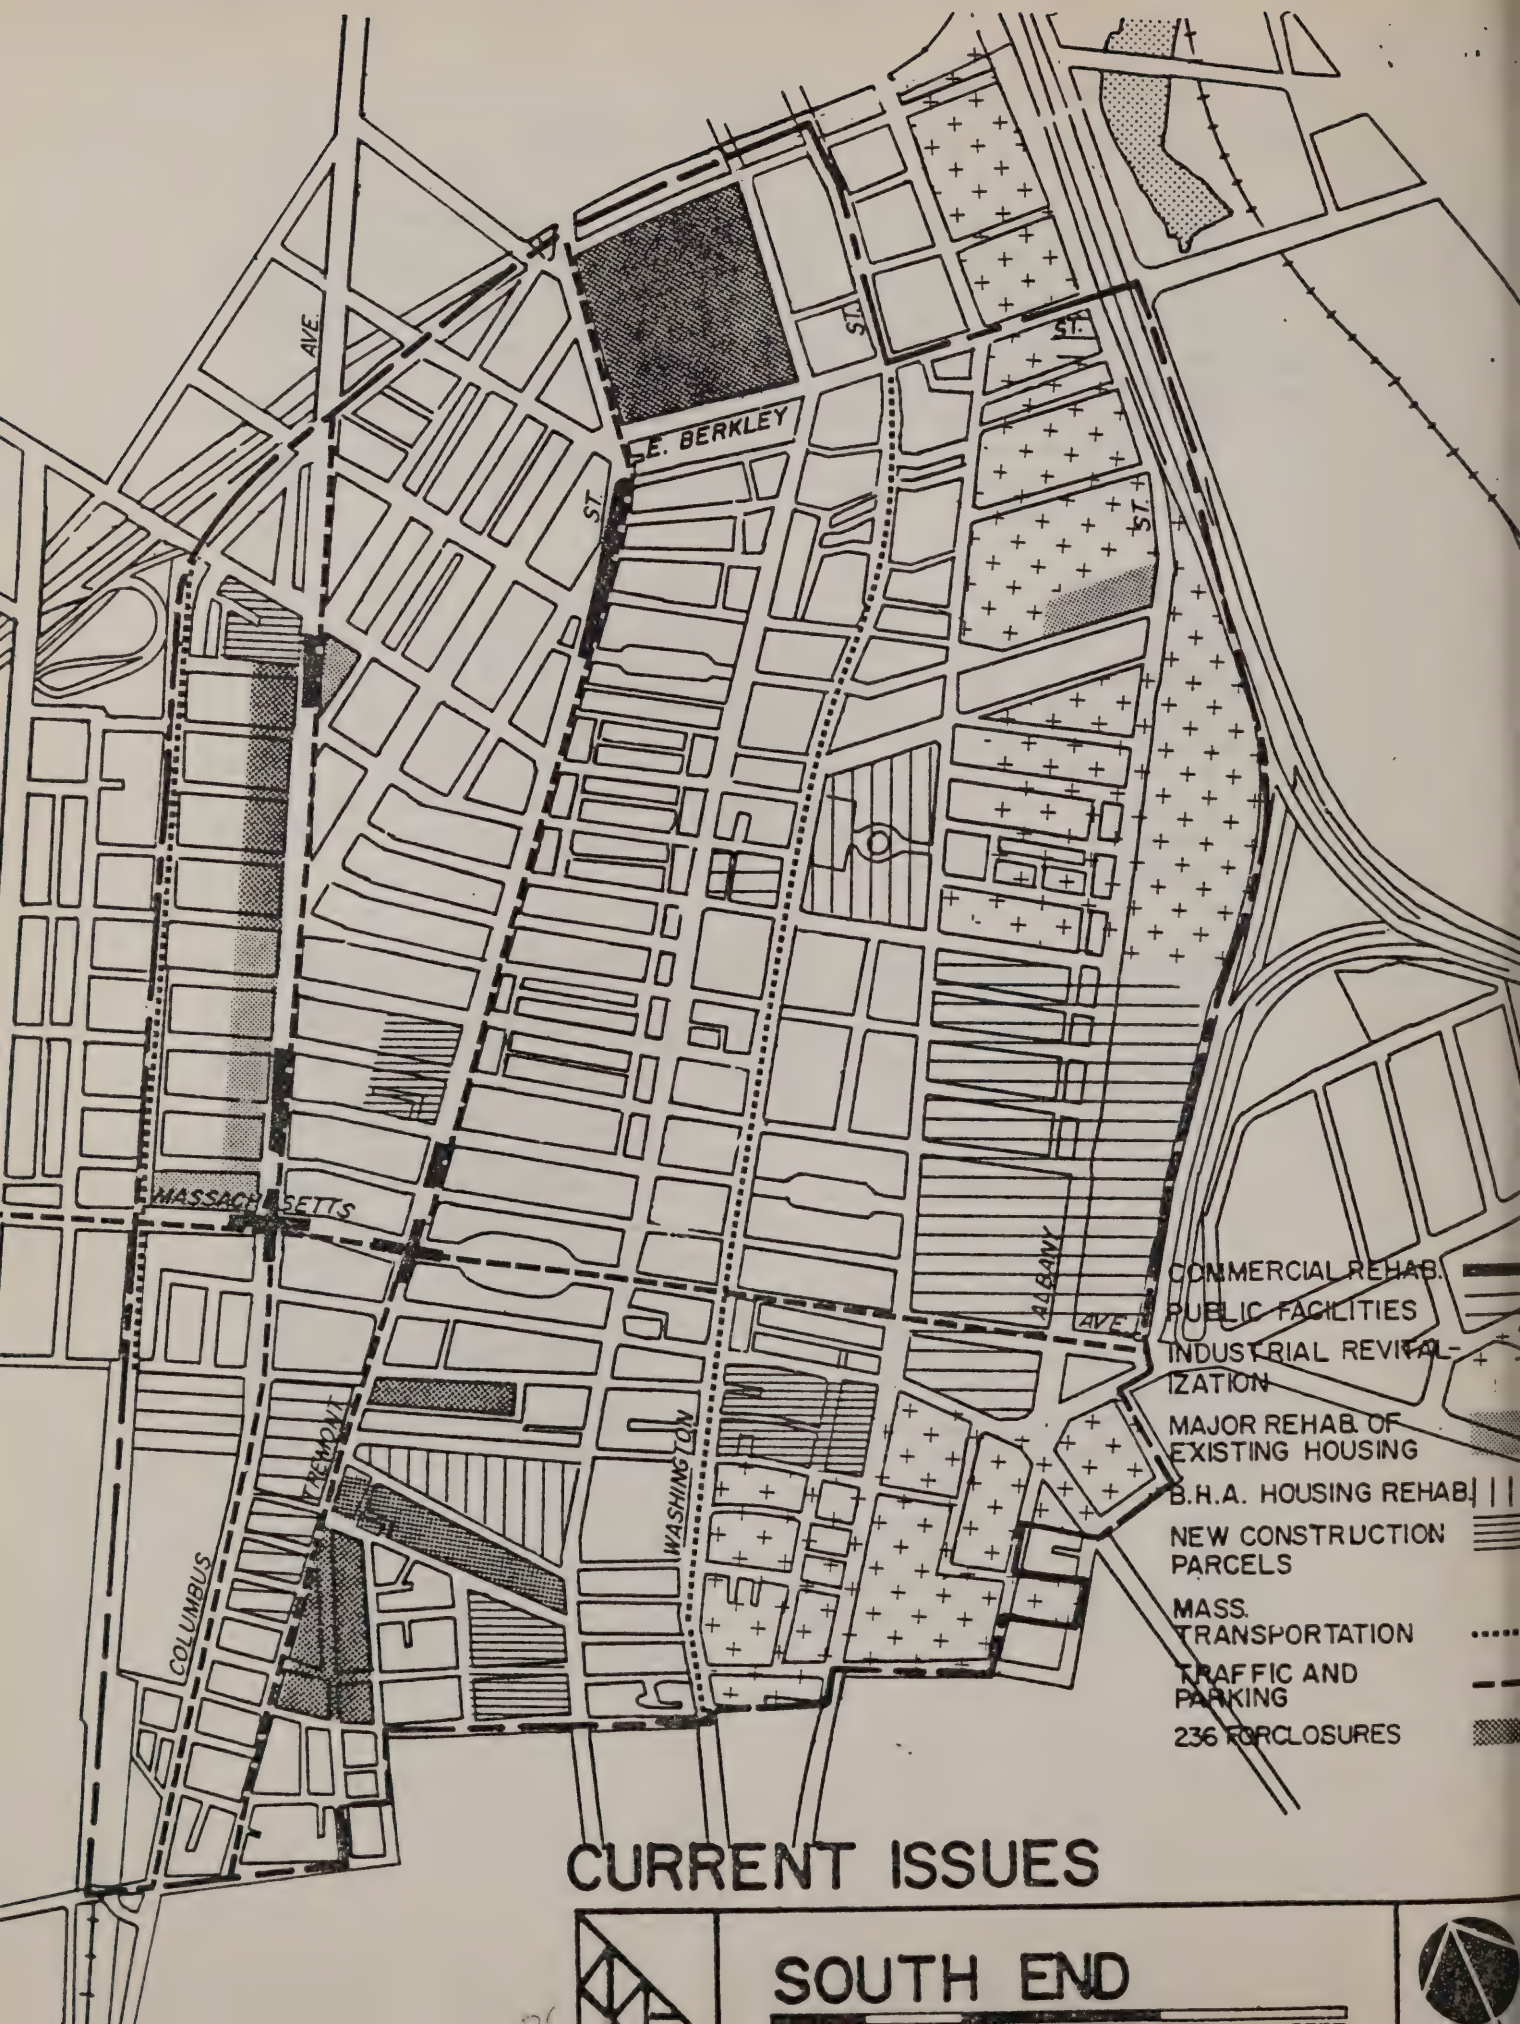 AVE.
ST.
ST.
E. BERKLEY
ST.
ST.
MASSACHUSETTS
ALBANY
AVE.
TREMONT
WASHINGTON
COLUMBUS
COMMERCIAL REHAB.
PUBLIC FACILITIES
INDUSTRIAL REVITAL-
IZATION
MAJOR REHAB. OF
EXISTING HOUSING
B.H.A. HOUSING REHAB.
NEW CONSTRUCTION
PARCELS
MASS.
TRANSPORTATION
TRAFFIC AND
PARKING
236 FORCLOSURES
CURRENT ISSUES
SOUTH END